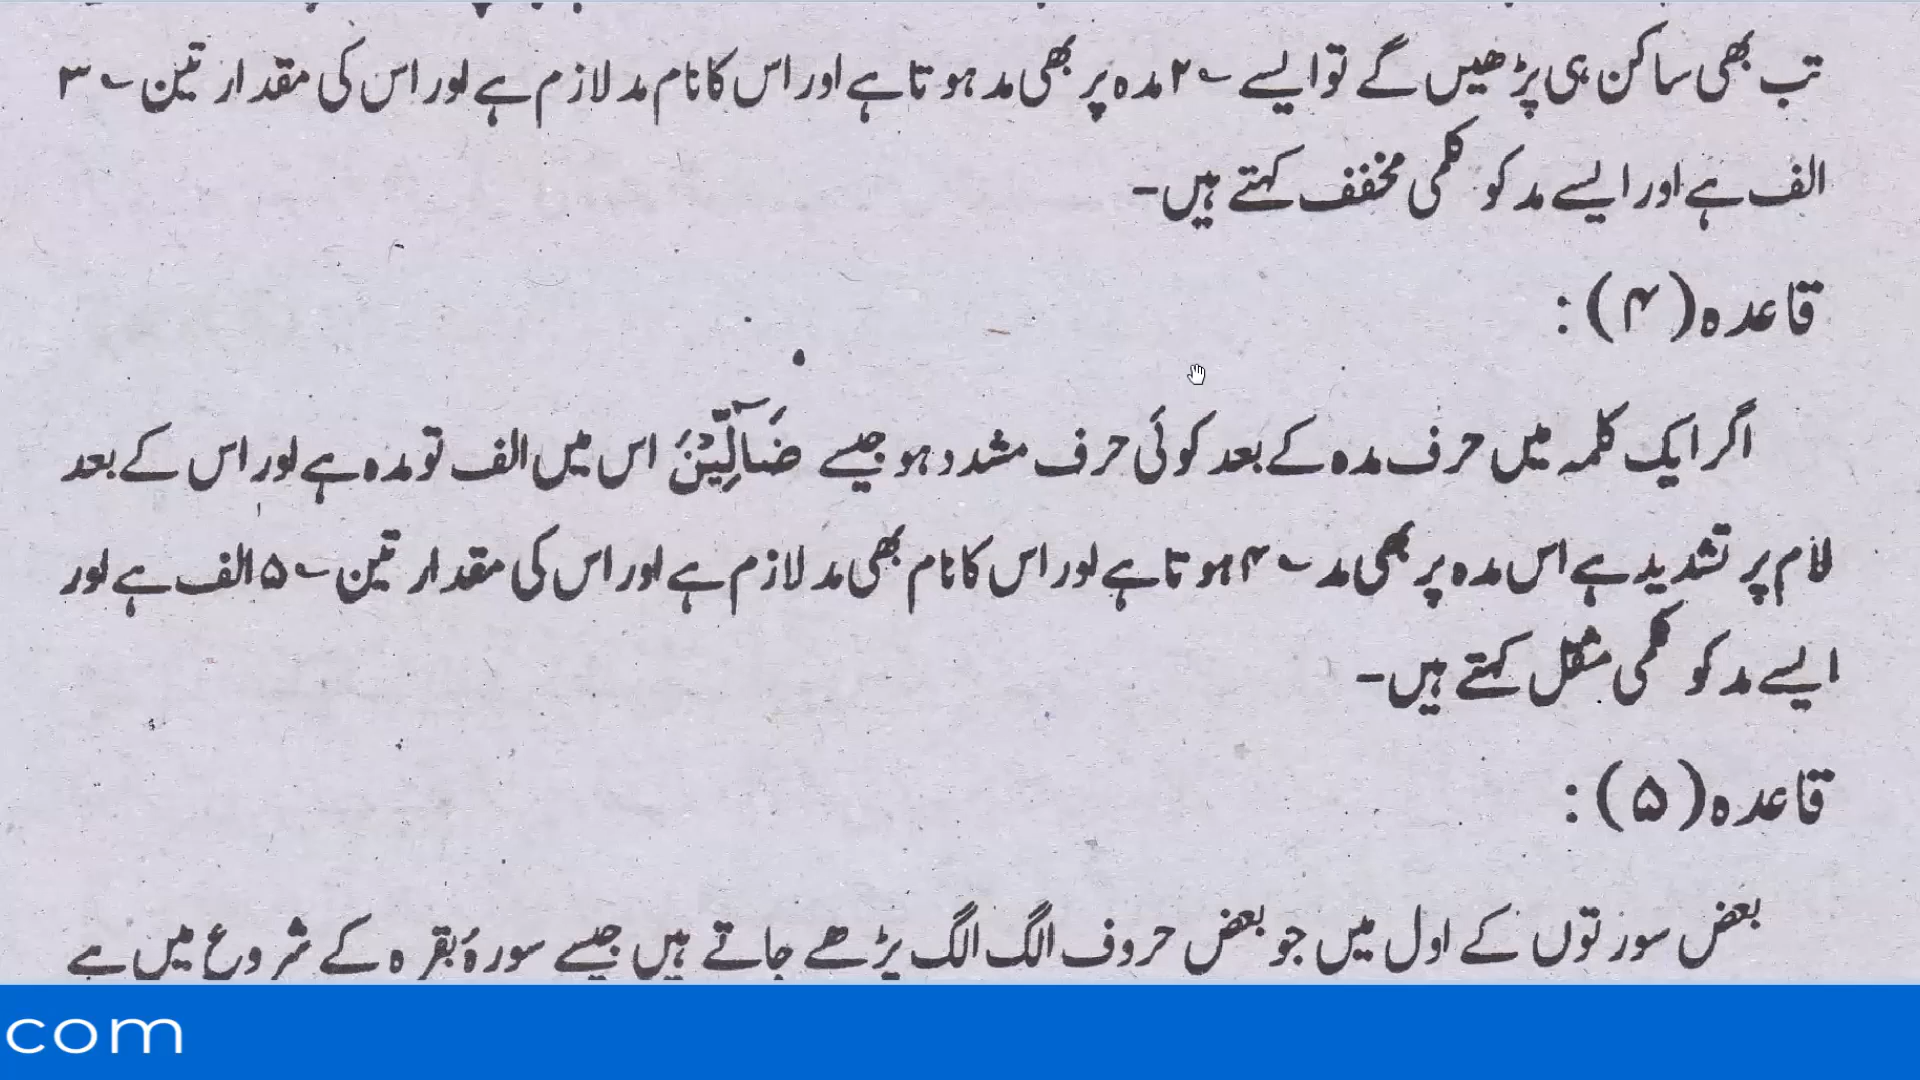 تب بھی ساکن ہی پڑھیں گے تو ایسے ؂۲ مدہ پر بھی مد ہوتا ہے اور اس کا نام مد لازم ہے اور اس کی مقدار تین ؂۳
الف ہے اور ایسے مد کو کلمی مخفف کہتے ہیں۔
قاعدہ (۴) :
اگر ایک کلمہ میں حرف مدہ کے بعد کوئی حرف مشدد ہو جیسے ضَآلِّیْنَ اس میں الف تو مدہ ہے اور اس کے بعد
لام پر تشدید ہے اس مدہ پر بھی مد ؂۴ ہوتا ہے اور اس کا نام بھی مد لازم ہے اور اس کی مقدار تین ؂۵ الف ہے اور
ایسے مد کو کلمی مثقل کہتے ہیں۔
قاعدہ (۵) :
بعض سورتوں کے اول میں جو بعض حروف الگ الگ پڑھے جاتے ہیں جیسے سورۂ بقرہ کے شروع میں ہے
com